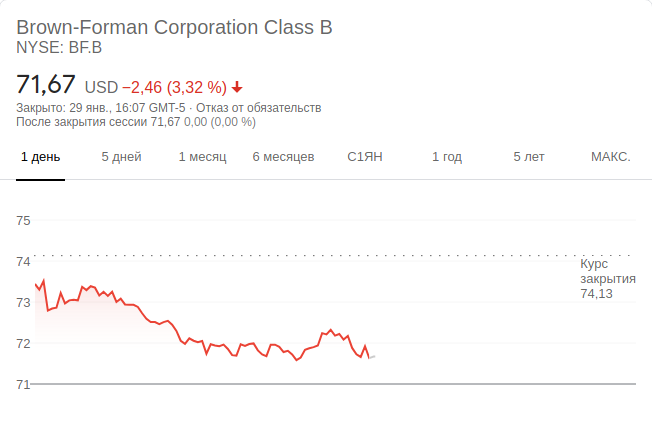 Brown-Forman Corporation Class B
NYSE: BF.B
71,67 USD −2,46 (3,32 %)
Закрыто: 29 янв., 16:07 GMT-5 · Отказ от обязательств
После закрытия сессии 71,67 0,00 (0,00 %)
1 день 5 дней 1 месяц 6 месяцев С1ЯН 1 год 5 лет МАКС.
75
74
Курс
закрытия
74,13
73
72
71